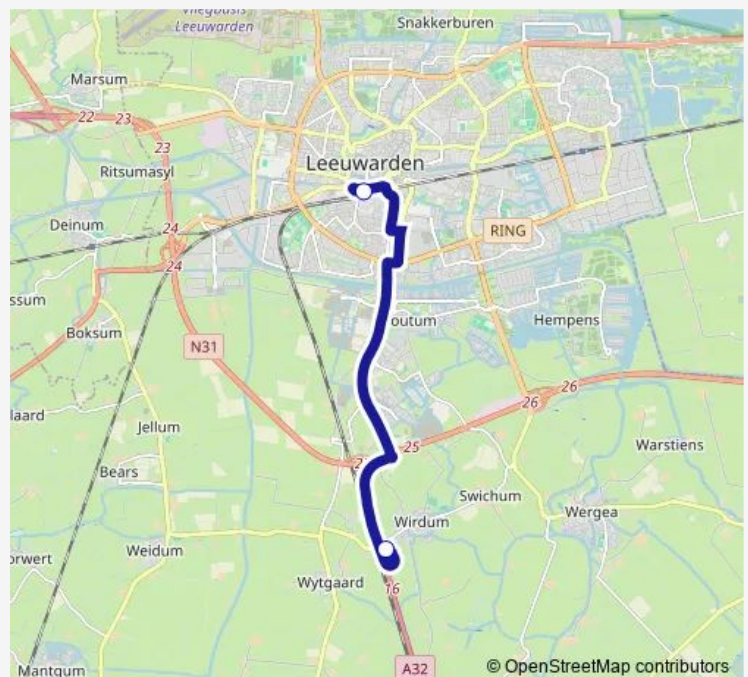 Vliegbasis
Leeuwarden
Snakkerburen
Marsum
22
23
23
Ritsumasyl
Leeuwarden
Deinum
24
24
RING
ssum
Boksum
outum
Hempens
N31
26
26
laard
Jellum
25
Warstiens
Bears
Swichum
Wirdum
Wergea
orwert
Weidum
Wytgaard
16
Mantgum
A32
© OpenStreetMap contributors